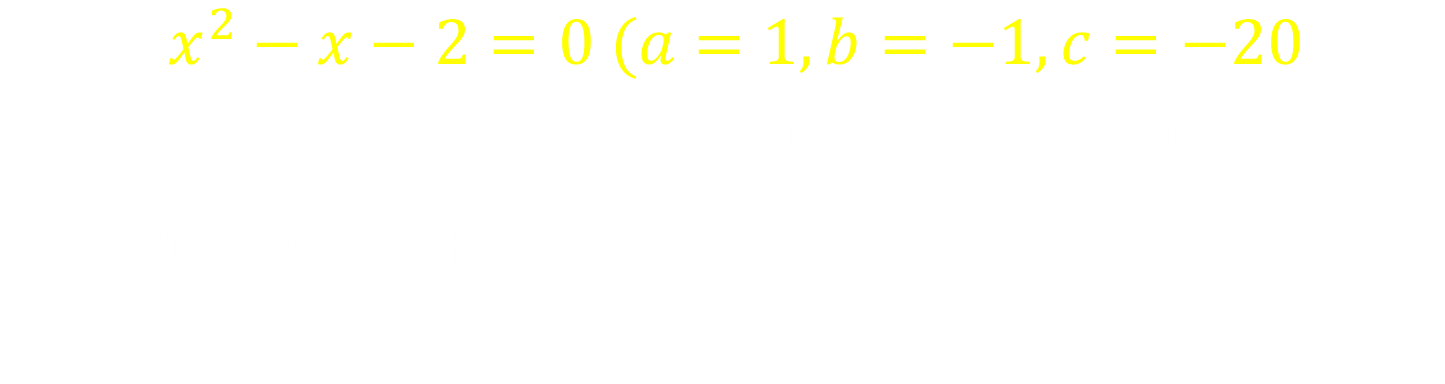 x² − x − 2 = 0 (a = 1, b = −1, c = −20